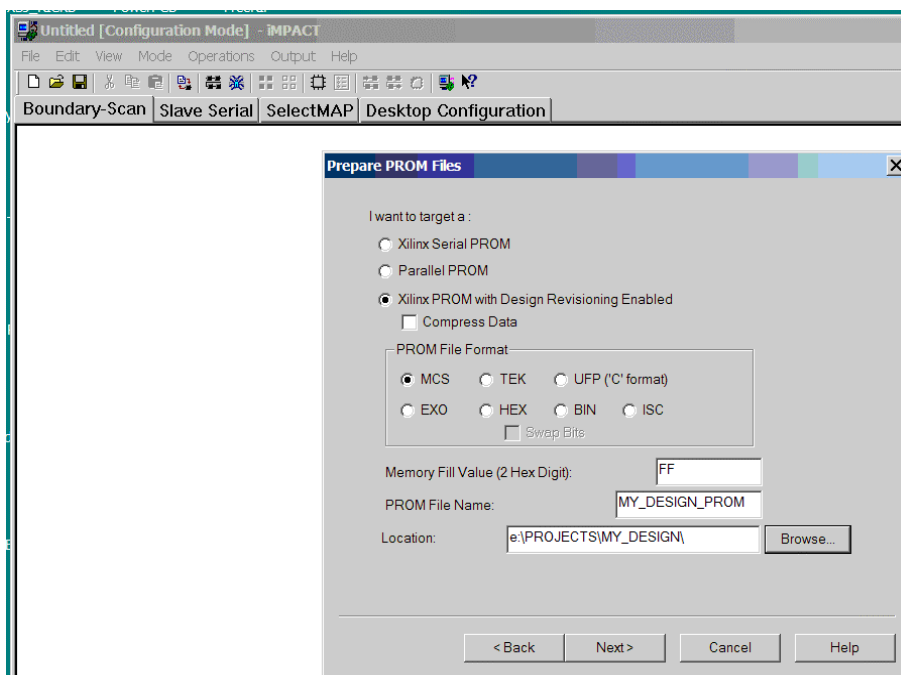 Untitled [Configuration Mode] - iMPACT
File Edit View Mode Operations Output Help
Boundary-Scan Slave Serial SelectMAP Desktop Configuration
Prepare PROM Files
I want to target a :
Xilinx Serial PROM
Parallel PROM
Xilinx PROM with Design Revisioning Enabled
Compress Data
PROM File Format
MCS TEK UFP ('C' format)
EXO HEX BIN ISC
Swap Bits
Memory Fill Value (2 Hex Digit): FF
PROM File Name: MY_DESIGN_PROM
Location: e:\PROJECTS\MY_DESIGN\ Browse...
< Back Next > Cancel Help